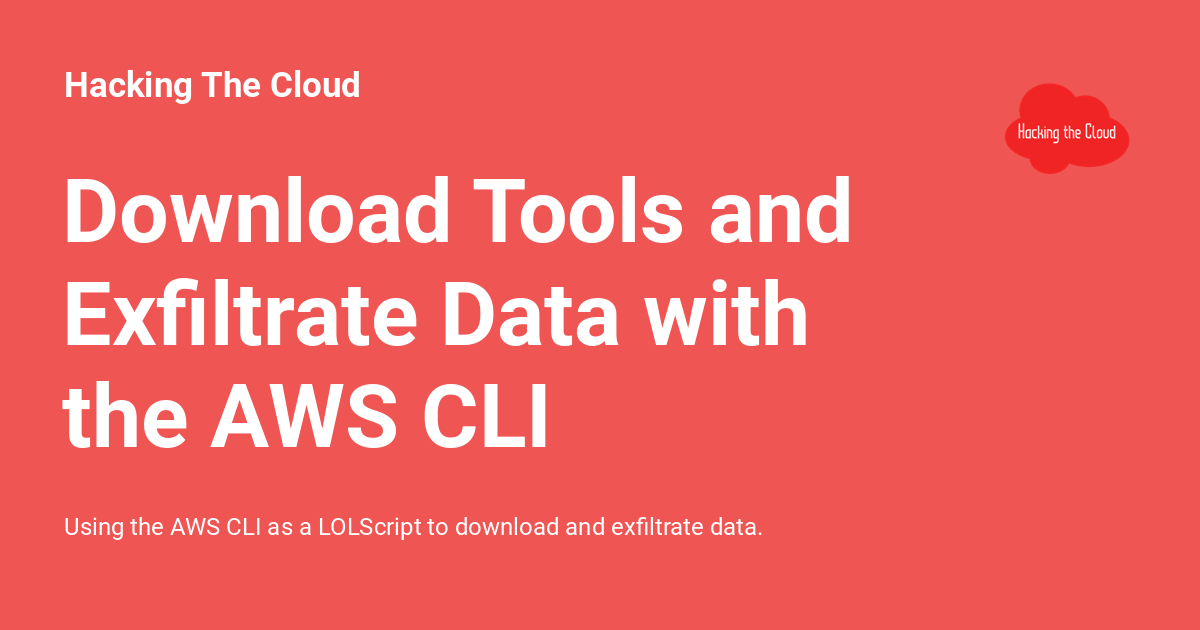 Hacking The Cloud
Hacking the Cloud
Download Tools and
Exfiltrate Data with
the AWS CLI
Using the AWS CLI as a LOLScript to download and exfiltrate data.